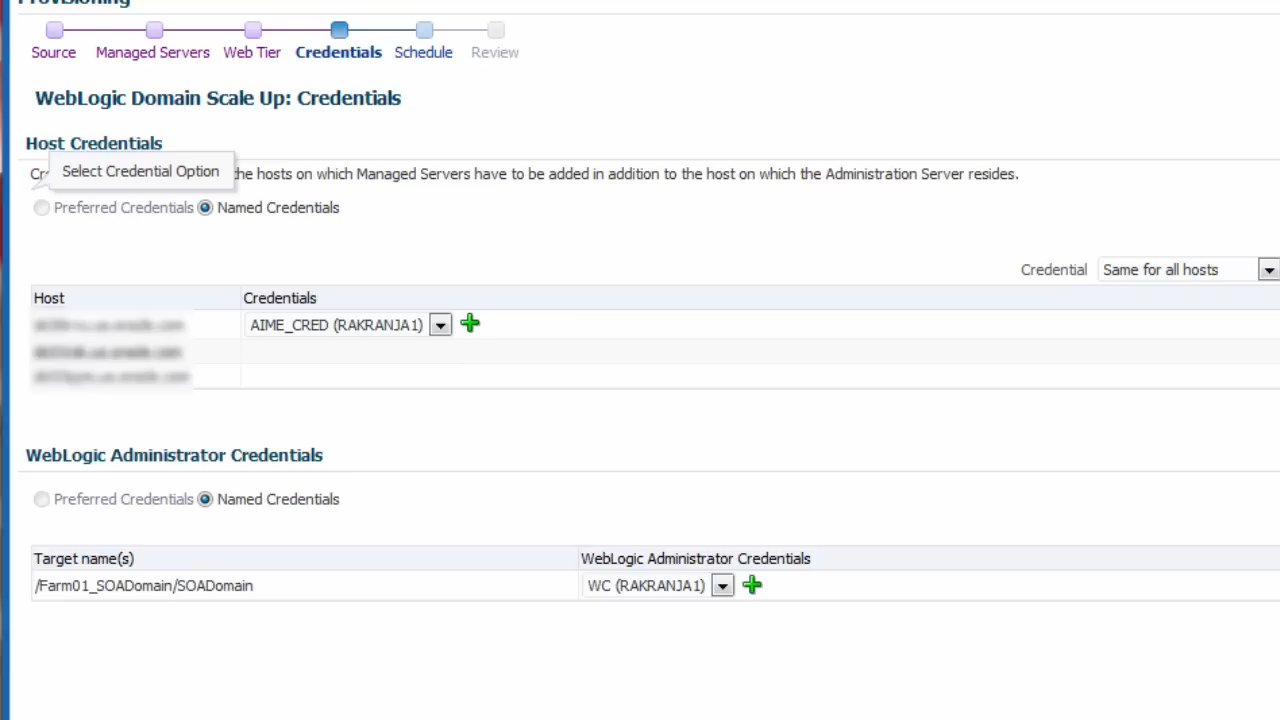 Provisioning
Source
Managed Servers
Web Tier
Credentials
Schedule
Review
WebLogic Domain Scale Up: Credentials
Host Credentials
Select Credential Option
the hosts on which Managed Servers have to be added in addition to the host on which the Administration Server resides.
Preferred Credentials
Named Credentials
Credential
Same for all hosts
Host
Credentials
AIME_CRED (RAKRANJA1)
WebLogic Administrator Credentials
Preferred Credentials
Named Credentials
Target name(s)
WebLogic Administrator Credentials
/Farm01_SOADomain/SOADomain
WC (RAKRANJA1)